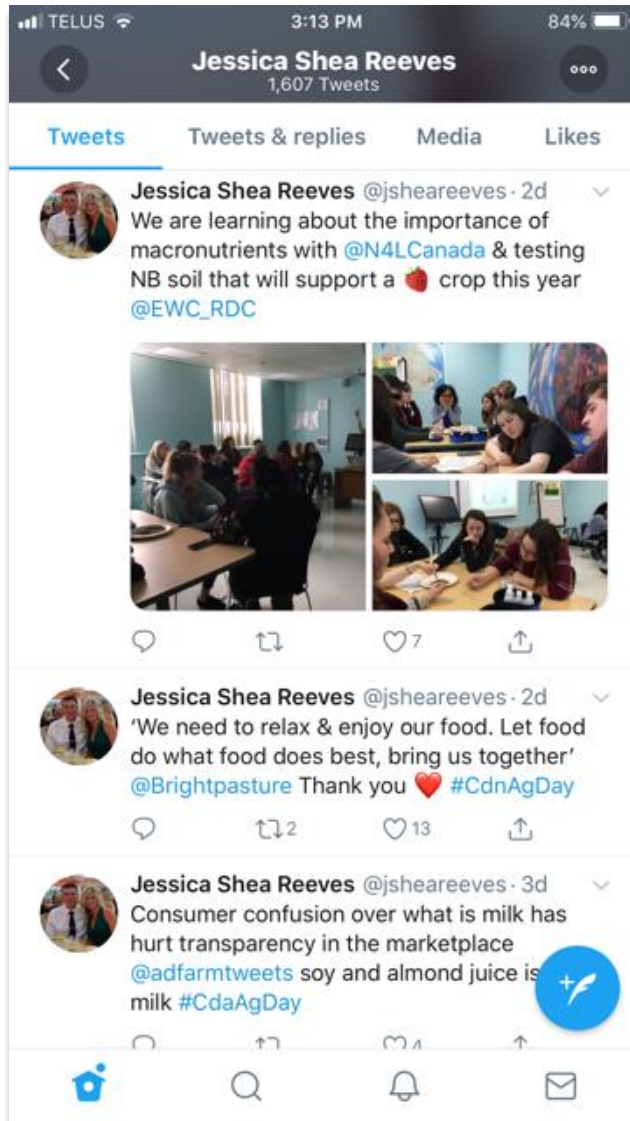 TELUS 3:13 PM 84%
Jessica Shea Reeves
1,607 Tweets
Tweets Tweets & replies Media Likes
Jessica Shea Reeves @jsheareeves · 2d
We are learning about the importance of
macronutrients with @N4LCanada & testing
NB soil that will support a 🍓 crop this year
@EWC_RDC
7
Jessica Shea Reeves @jsheareeves · 2d
‘We need to relax & enjoy our food. Let food
do what food does best, bring us together’
@Brightpasture Thank you ❤️ #CdnAgDay
2 13
Jessica Shea Reeves @jsheareeves · 3d
Consumer confusion over what is milk has
hurt transparency in the marketplace
@adfarmtweets soy and almond juice is
milk #CdaAgDay
4